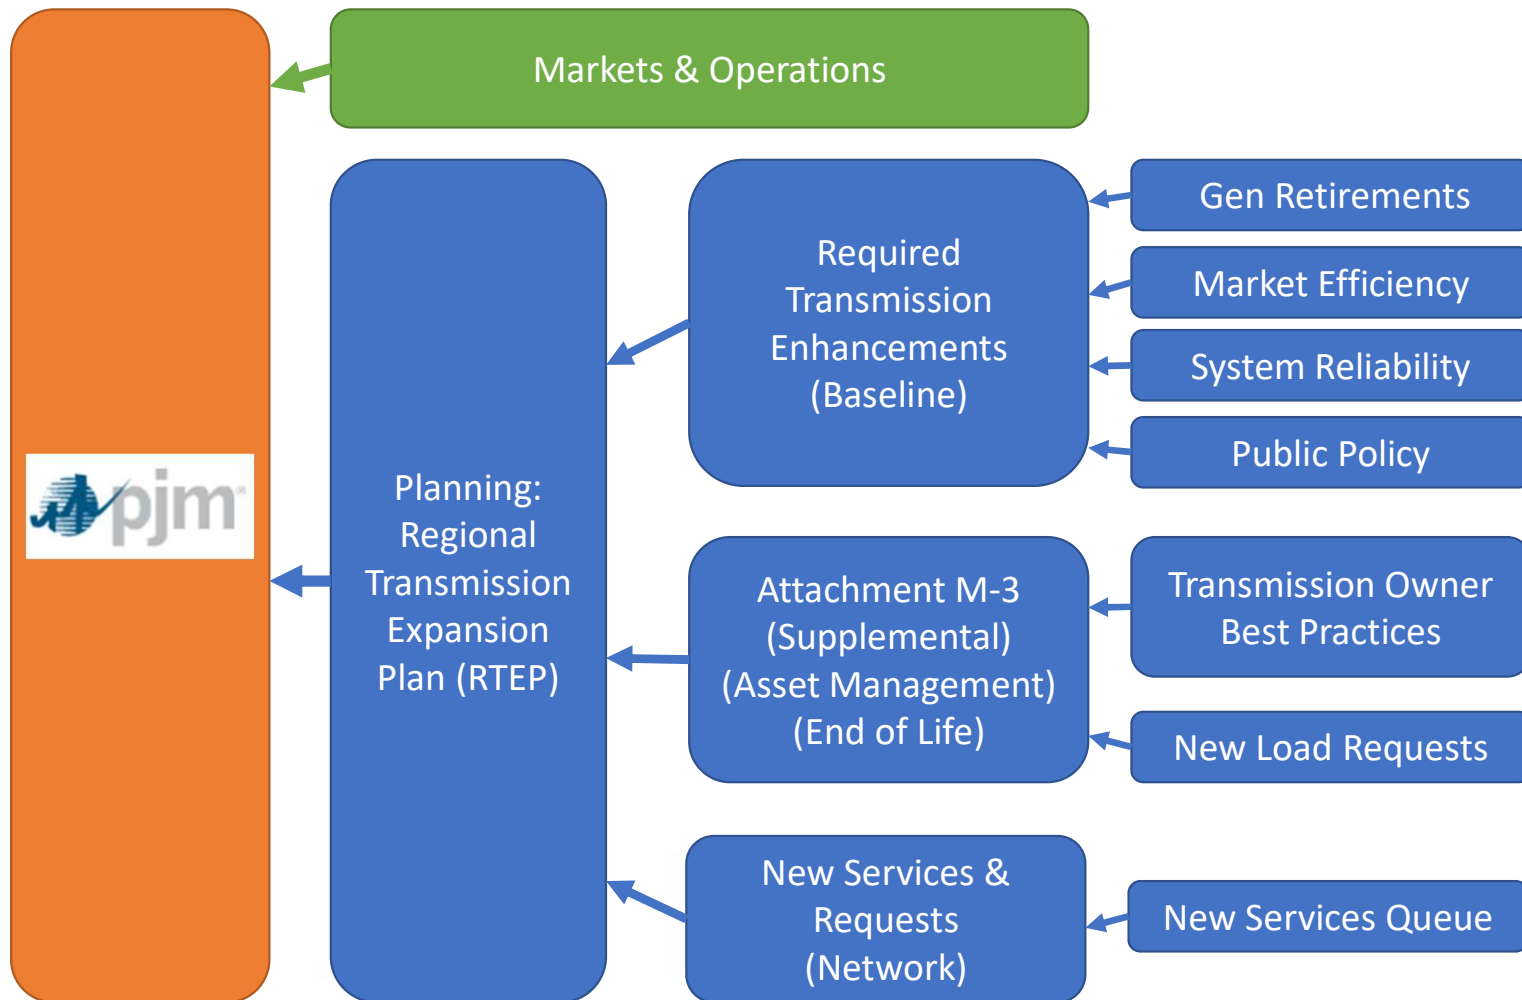 Markets & Operations
pjm®
Planning:
Regional
Transmission
Expansion
Plan (RTEP)
Required
Transmission
Enhancements
(Baseline)
Gen Retirements
Market Efficiency
System Reliability
Public Policy
Attachment M-3
(Supplemental)
(Asset Management)
(End of Life)
Transmission Owner
Best Practices
New Load Requests
New Services &
Requests
(Network)
New Services Queue